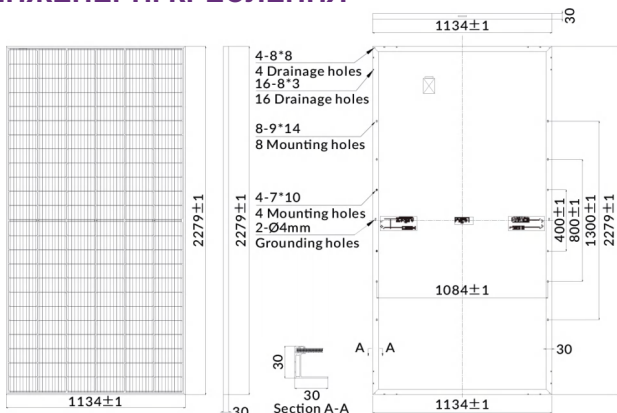 30
1134±1
4-8*8
4 Drainage holes
16-8*3
16 Drainage holes
8-9*14
8 Mounting holes
4-7*10
4 Mounting holes
2-Ø4mm
Grounding holes
2279±1
2279±1
400±1
800±1
1300±1
2279±1
1084±1
A
A
30
30
30
Section A-A
1134±1
30
1134±1